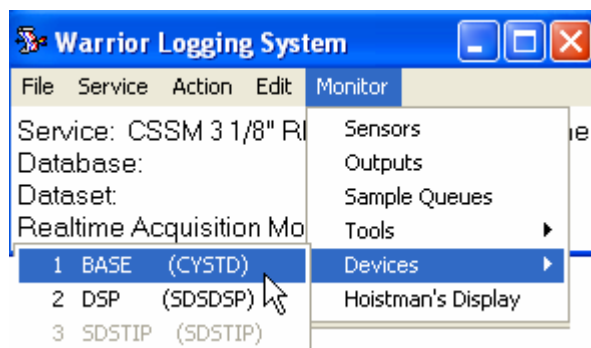 Warrior Logging System
File Service Action Edit Monitor
Service: CSSM 3 1/8"
Database:
Dataset:
Realtime Acquisition
Sensors
Outputs
Sample Queues
Tools
Devices
Hoistman's Display
1 BASE (CYSTD)
2 DSP (SDSDSP)
3 SDSTIP (SDSTIP)